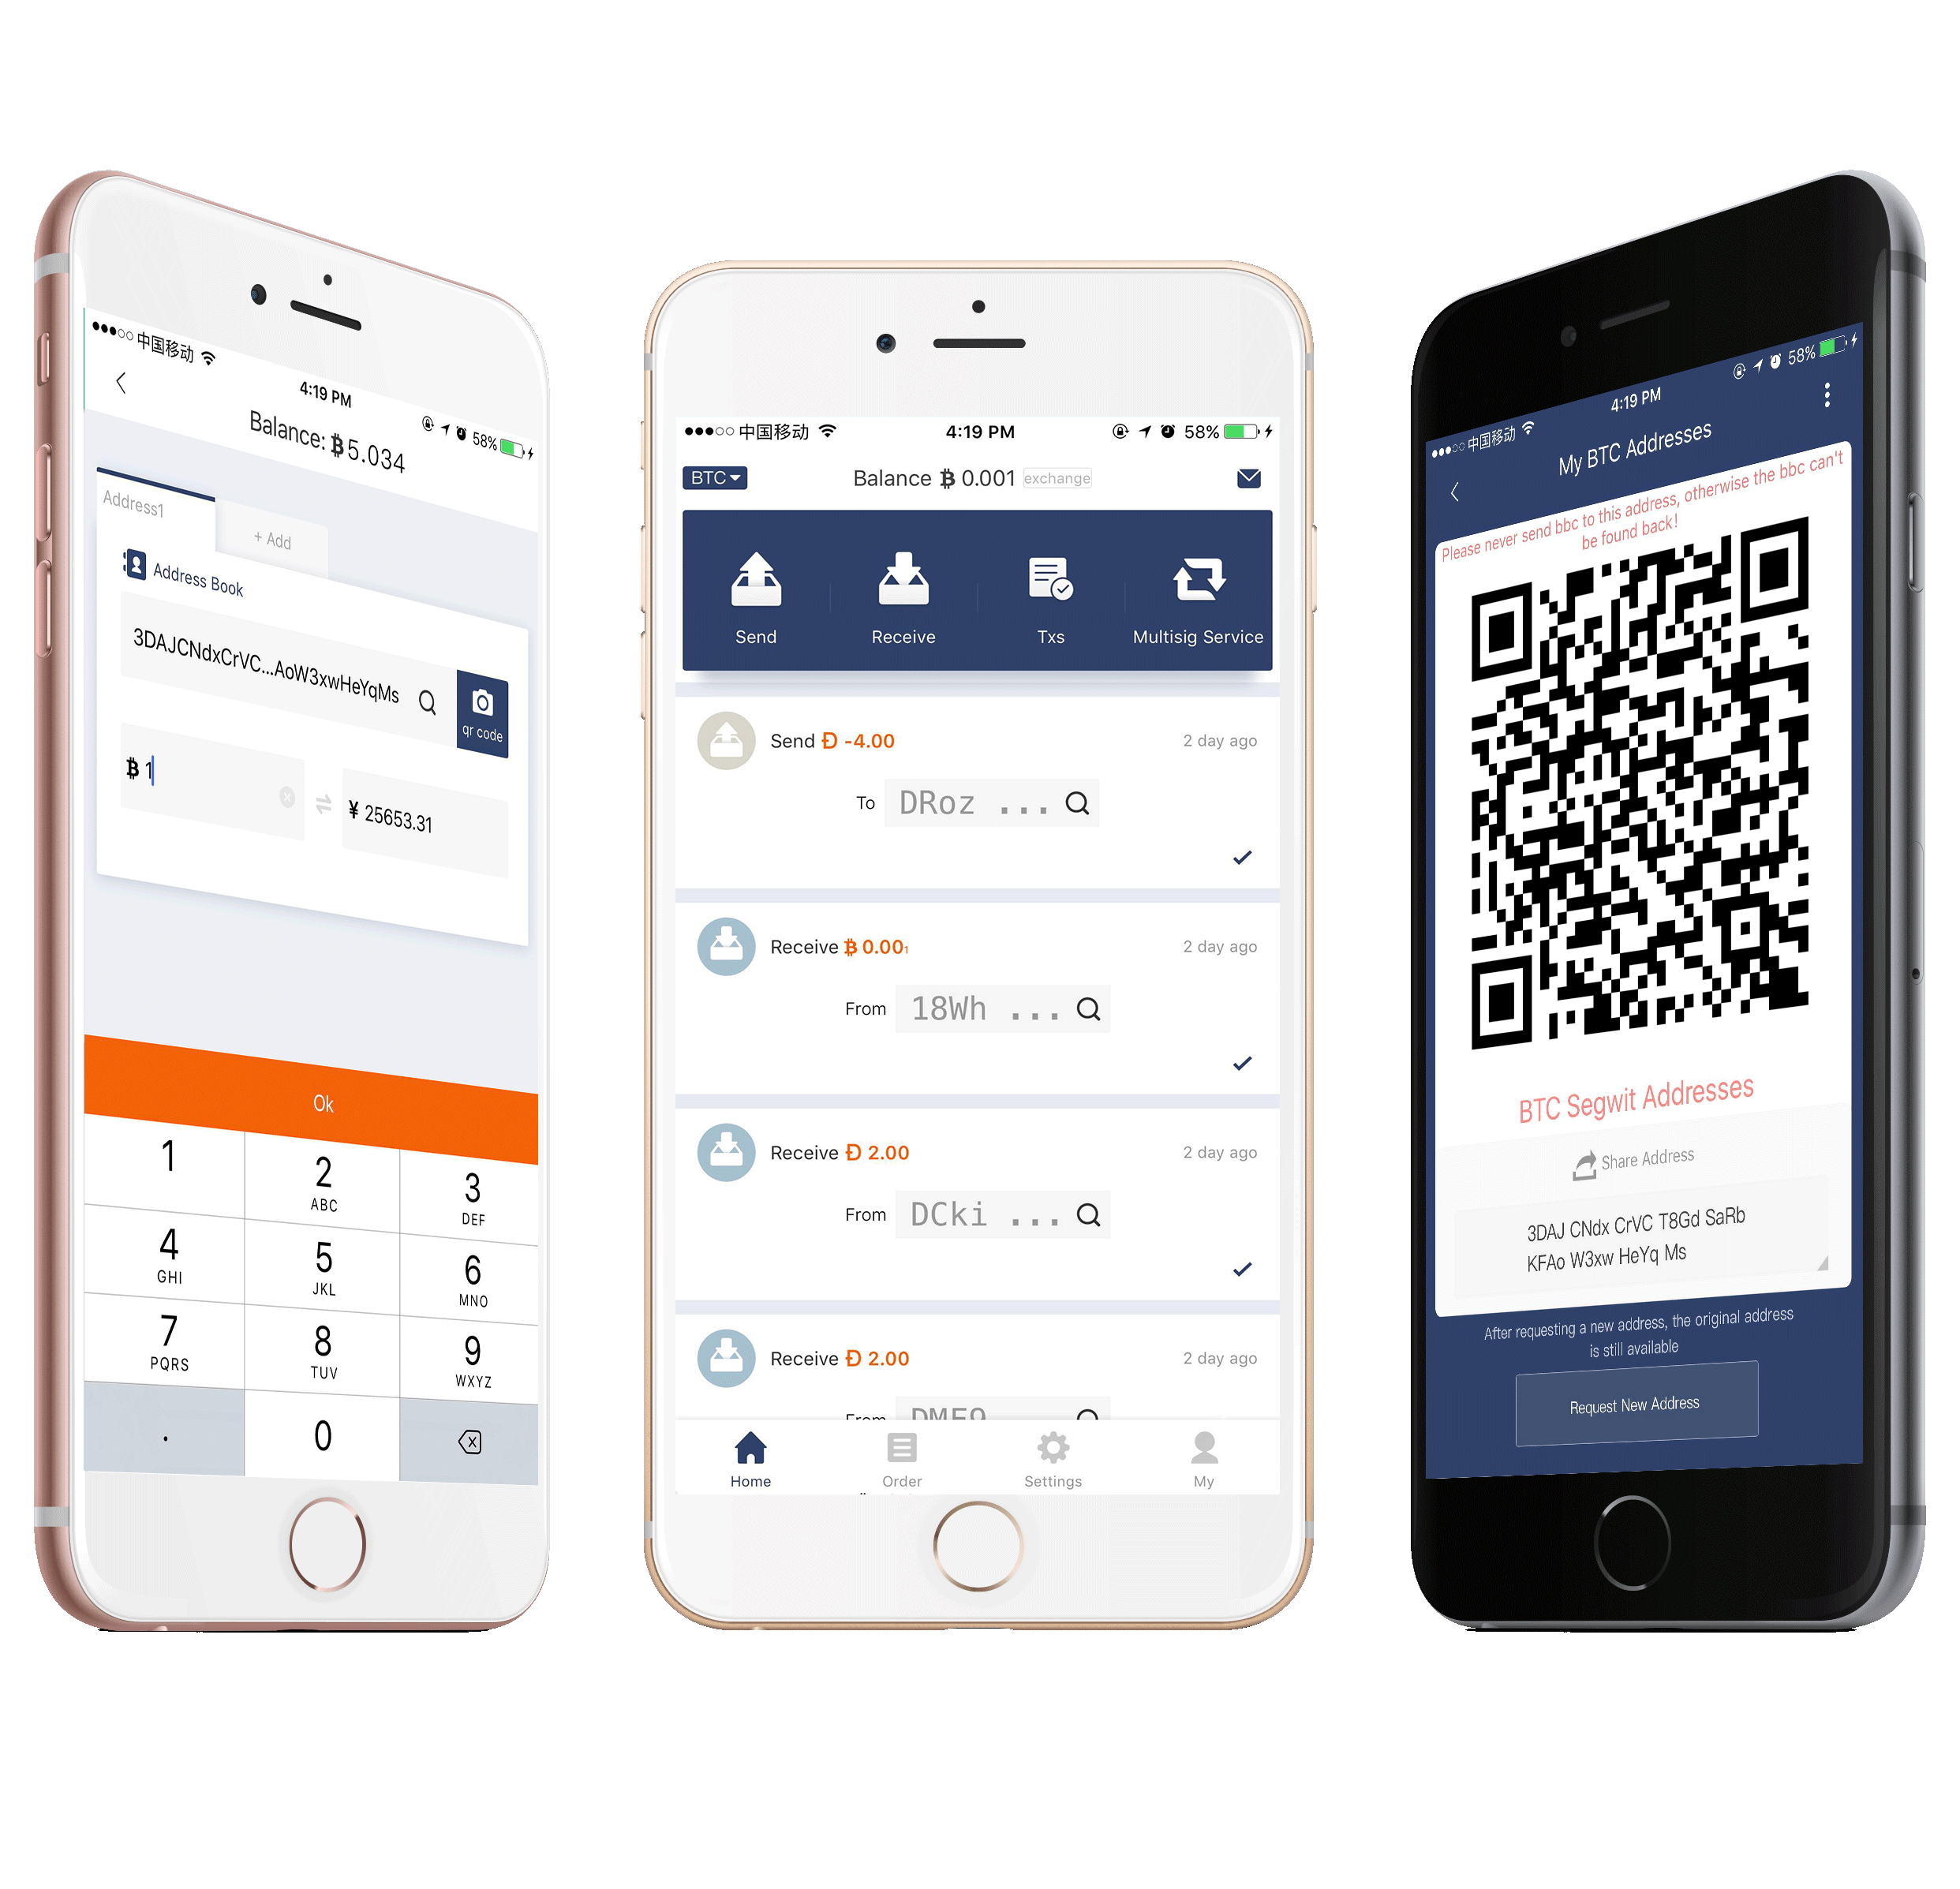 中国移动
4:19 PM
58%
Balance: ₿ 5.034
Address1
+ Add
Address Book
3DAJCNdxCrVC...AoW3xwHeYqMs
qr code
₿ 1
¥ 25653.31
Ok
1
2
ABC
3
DEF
4
GHI
5
JKL
6
MNO
7
PQRS
8
TUV
9
WXYZ
.
0
中国移动
4:19 PM
58%
BTC
Balance ₿ 0.001 exchange
Send
Receive
Txs
Multisig Service
Send Đ -4.00
2 day ago
To DRoz ...
Receive ₿ 0.001
2 day ago
From 18Wh ...
Receive Đ 2.00
2 day ago
From DCki ...
Receive Đ 2.00
2 day ago
From
Home
Order
Settings
My
中国移动
4:19 PM
58%
My BTC Addresses
Please never send bbc to this address, otherwise the bbc can't
be found back!
BTC Segwit Addresses
Share Address
3DAJ CNdx CrVC T8Gd SaRb
KFAo W3xw HeYq Ms
After requesting a new address, the original address
is still available
Request New Address